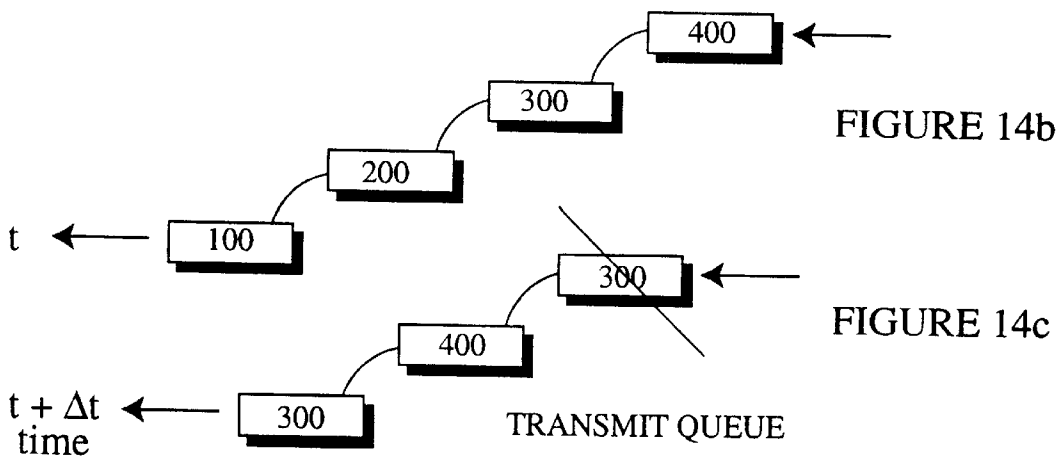 400
300
FIGURE 14b
200
t
100
300
FIGURE 14c
400
t + Δt
time
300
TRANSMIT QUEUE